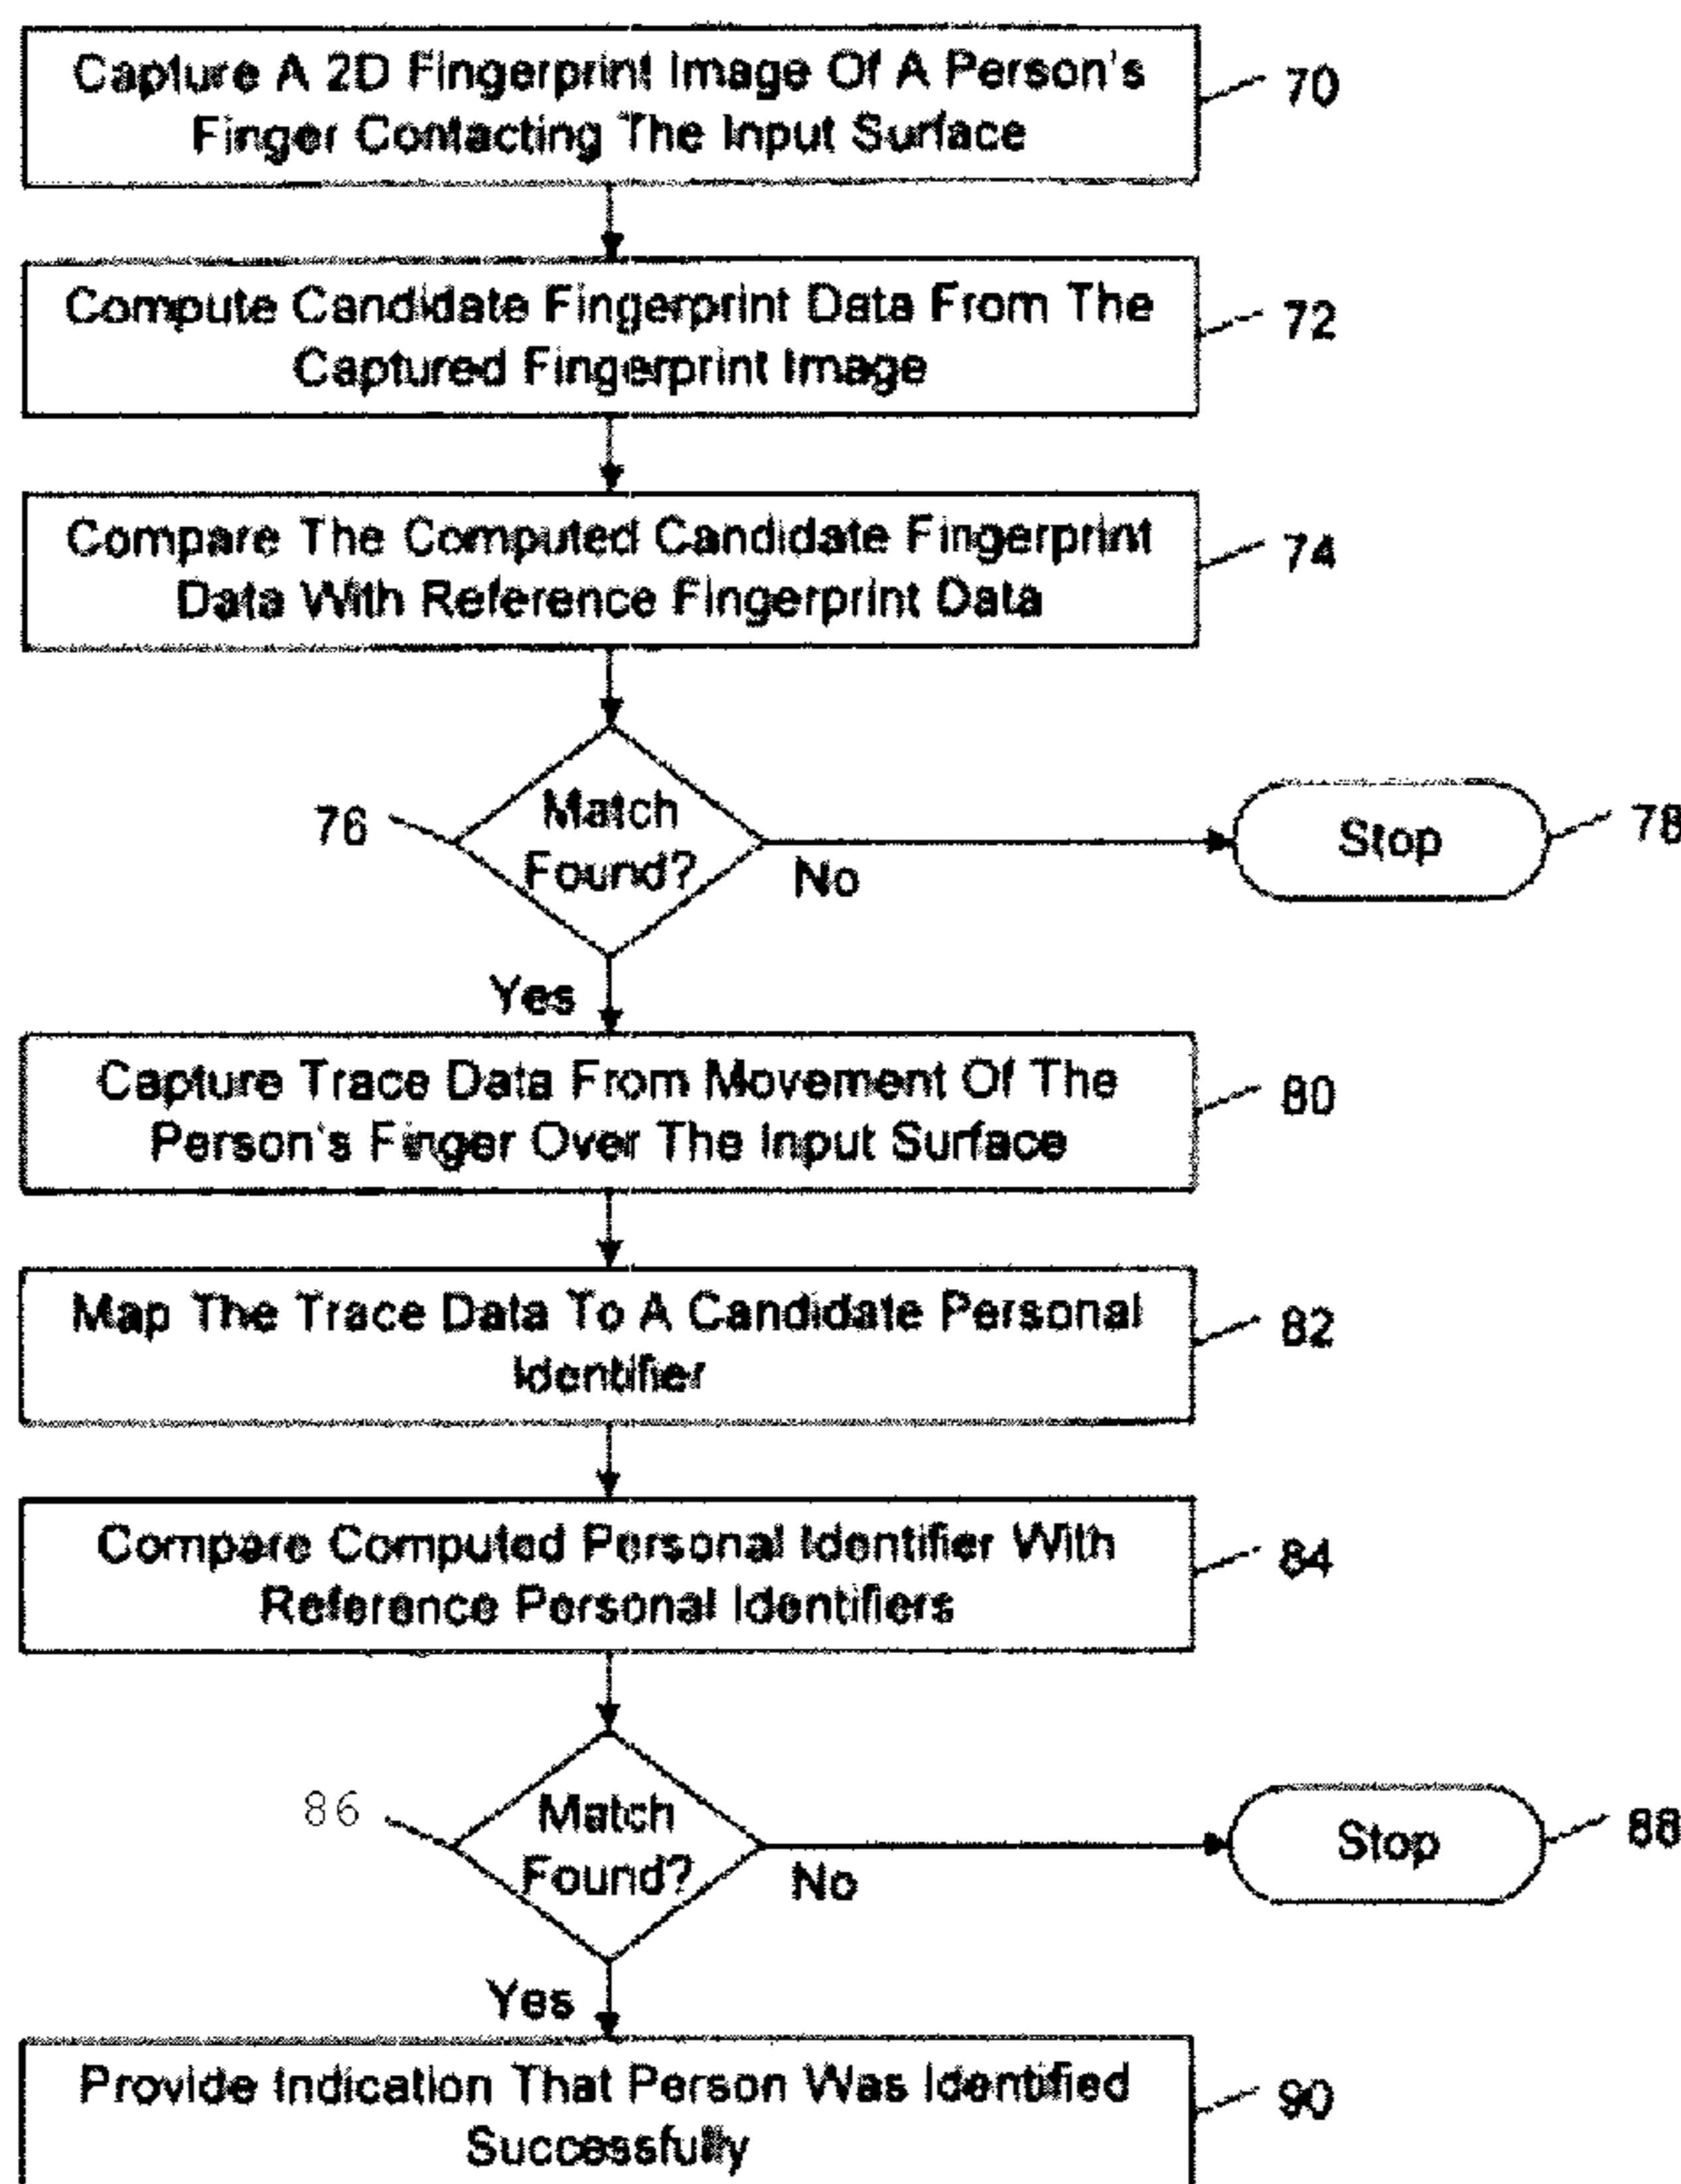 Capture A 2D Fingerprint Image Of A Person's
Finger Contacting The Input Surface
70
Compute Candidate Fingerprint Data From The
Captured Fingerprint Image
72
Compare The Computed Candidate Fingerprint
Data With Reference Fingerprint Data
74
76
Match
Found?
No
Stop
78
Yes
Capture Trace Data From Movement Of The
Person's Finger Over The Input Surface
80
Map The Trace Data To A Candidate Personal
Identifier
82
Compare Computed Personal Identifier With
Reference Personal Identifiers
84
86
Match
Found?
No
Stop
88
Yes
Provide Indication That Person Was Identified
Successfully
90